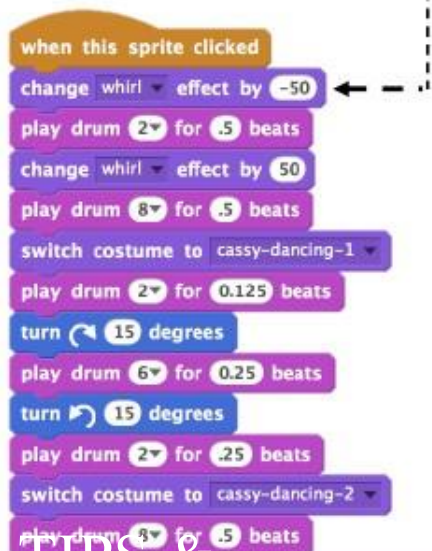 when this sprite clicked
change whirl effect by -50
play drum 2 for .5 beats
change whirl effect by 50
play drum 8 for .5 beats
switch costume to cassy-dancing-1
play drum 2 for 0.125 beats
turn 15 degrees
play drum 6 for 0.25 beats
turn 15 degrees
play drum 2 for .25 beats
switch costume to cassy-dancing-2
play drum 8 for .5 beats